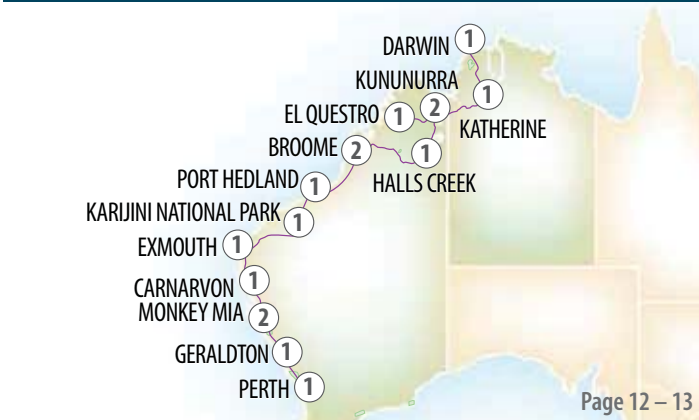 DARWIN 1
KUNUNURRA 2
EL QUESTRO 1
1 KATHERINE
BROOME 2
1 HALLS CREEK
PORT HEDLAND 1
KARIJINI NATIONAL PARK 1
EXMOUTH 1
CARNARVON 1
MONKEY MIA 2
GERALDTON 1
PERTH 1
Page 12 – 13